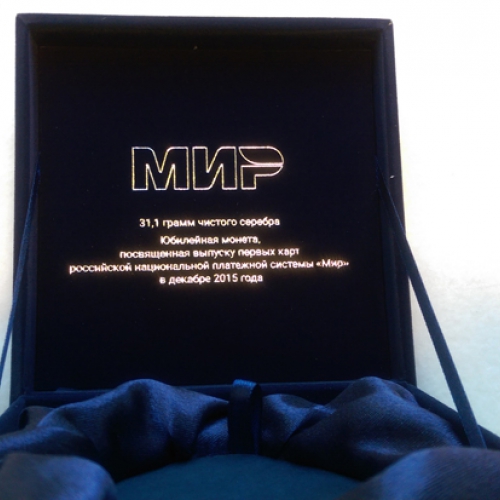 МИР
31,1 грамм чистого серебра
Юбилейная монета,
посвященная выпуску первых карт
российской национальной платежной системы «Мир»
в декабре 2015 года